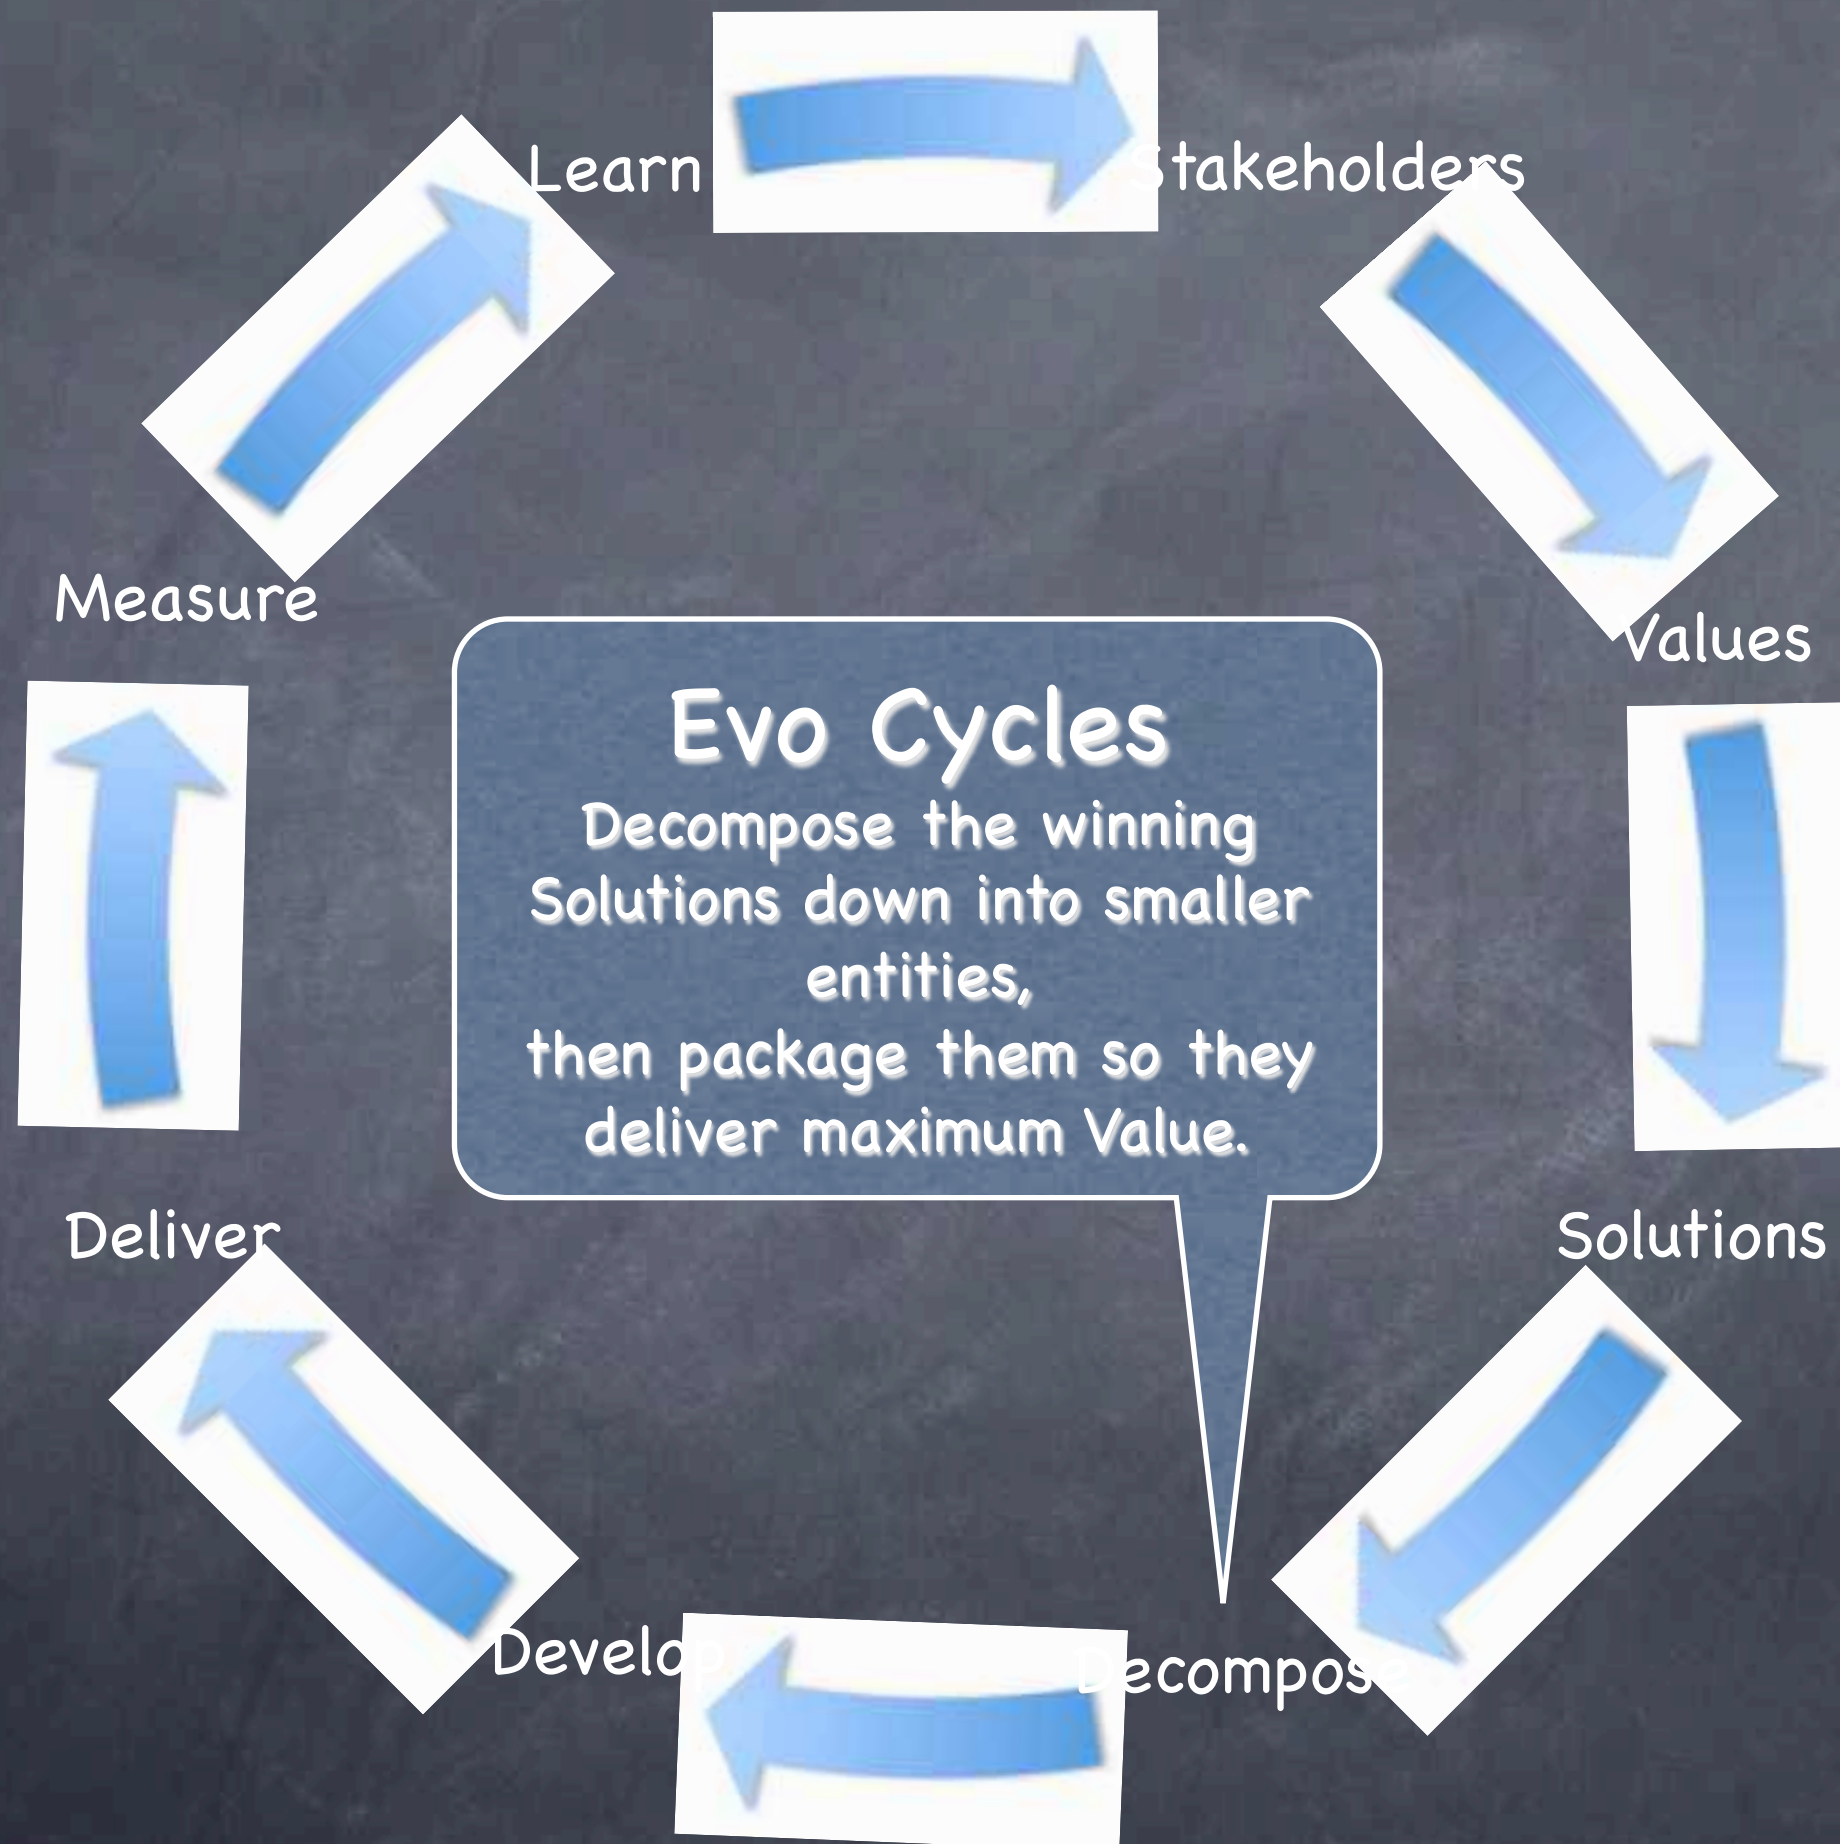 Learn
Stakeholders
Measure
Values
Evo Cycles
Decompose the winning
Solutions down into smaller
entities,
then package them so they
deliver maximum Value.
Deliver
Solutions
Develop
Decompose